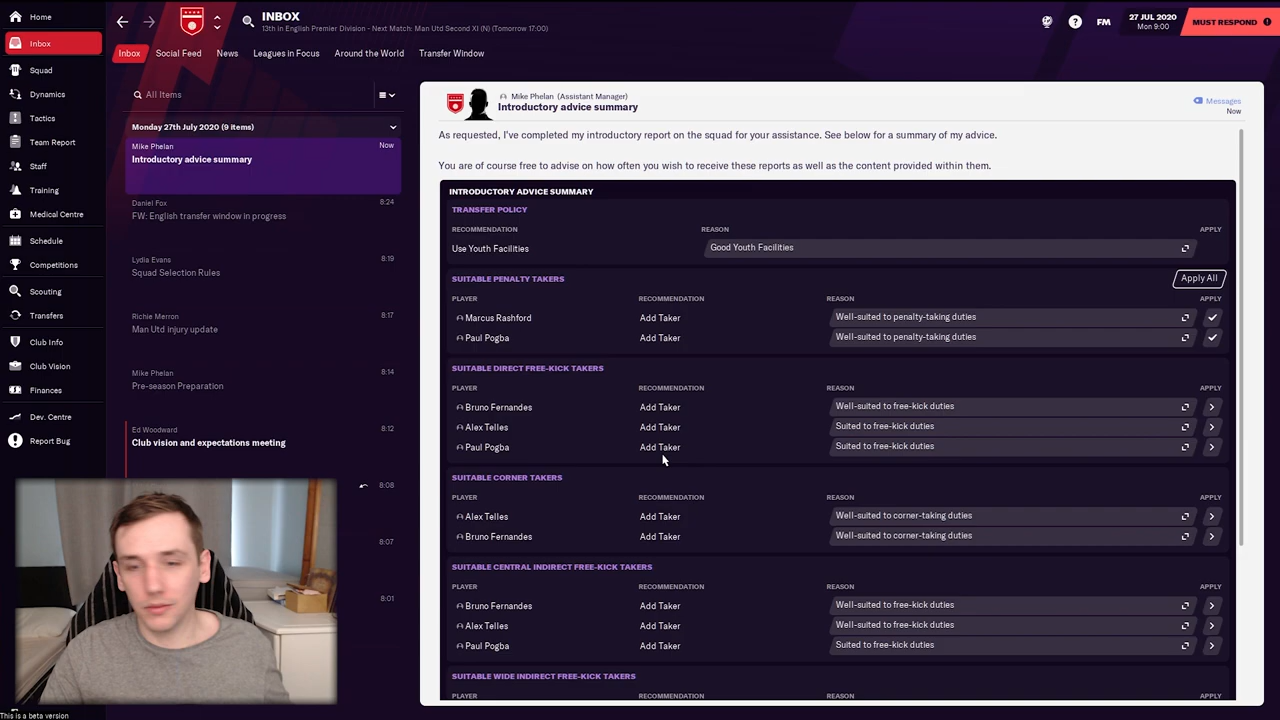 Home
Inbox
Squad
Dynamics
Tactics
Team Report
Staff
Training
Medical Centre
Schedule
Competitions
Scouting
Transfers
Club Info
Club Vision
Finances
Dev. Centre
Report Bug
This is a beta version
INBOX
13th in English Premier Division - Next Match: Man Utd Second XI (N) (Tomorrow 17:00)
FM
27 JUL 2020
Mon 9:00
MUST RESPOND
Inbox
Social Feed
News
Leagues in Focus
Around the World
Transfer Window
All Items
Monday 27th July 2020 (9 items)
Mike Phelan
Now
Introductory advice summary
Daniel Fox
8:24
FW: English transfer window in progress
Lydia Evans
8:19
Squad Selection Rules
Richie Merron
8:17
Man Utd injury update
Mike Phelan
8:14
Pre-season Preparation
Ed Woodward
8:12
Club vision and expectations meeting
8:08
8:07
8:01
Mike Phelan (Assistant Manager)
Introductory advice summary
Messages
Now
As requested, I've completed my introductory report on the squad for your assistance. See below for a summary of my advice.
You are of course free to advise on how often you wish to receive these reports as well as the content provided within them.
INTRODUCTORY ADVICE SUMMARY
TRANSFER POLICY
RECOMMENDATION REASON APPLY
Use Youth Facilities Good Youth Facilities
SUITABLE PENALTY TAKERS Apply All
PLAYER RECOMMENDATION REASON APPLY
Marcus Rashford Add Taker Well-suited to penalty-taking duties
Paul Pogba Add Taker Well-suited to penalty-taking duties
SUITABLE DIRECT FREE-KICK TAKERS
PLAYER RECOMMENDATION REASON APPLY
Bruno Fernandes Add Taker Well-suited to free-kick duties
Alex Telles Add Taker Suited to free-kick duties
Paul Pogba Add Taker Suited to free-kick duties
SUITABLE CORNER TAKERS
PLAYER RECOMMENDATION REASON APPLY
Alex Telles Add Taker Well-suited to corner-taking duties
Bruno Fernandes Add Taker Well-suited to corner-taking duties
SUITABLE CENTRAL INDIRECT FREE-KICK TAKERS
PLAYER RECOMMENDATION REASON APPLY
Bruno Fernandes Add Taker Well-suited to free-kick duties
Alex Telles Add Taker Well-suited to free-kick duties
Paul Pogba Add Taker Suited to free-kick duties
SUITABLE WIDE INDIRECT FREE-KICK TAKERS
PLAYER RECOMMENDATION REASON APPLY